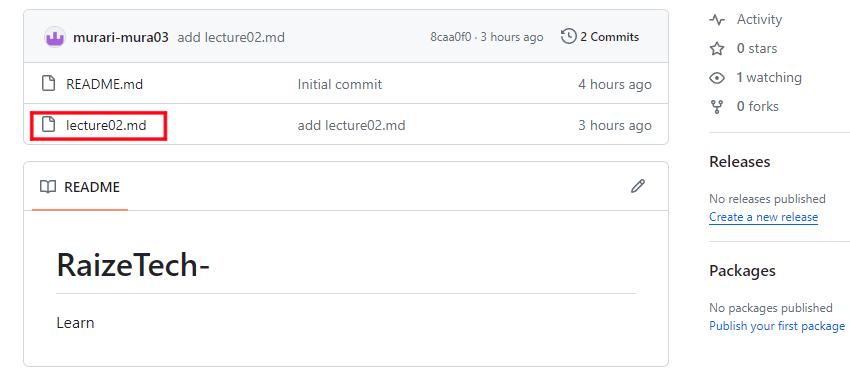 murari-mura03 add lecture02.md 8caa0f0 · 3 hours ago 2 Commits
README.md Initial commit 4 hours ago
lecture02.md add lecture02.md 3 hours ago
README
RaizeTech-
Learn
Activity
0 stars
1 watching
0 forks
Releases
No releases published
Create a new release
Packages
No packages published
Publish your first package